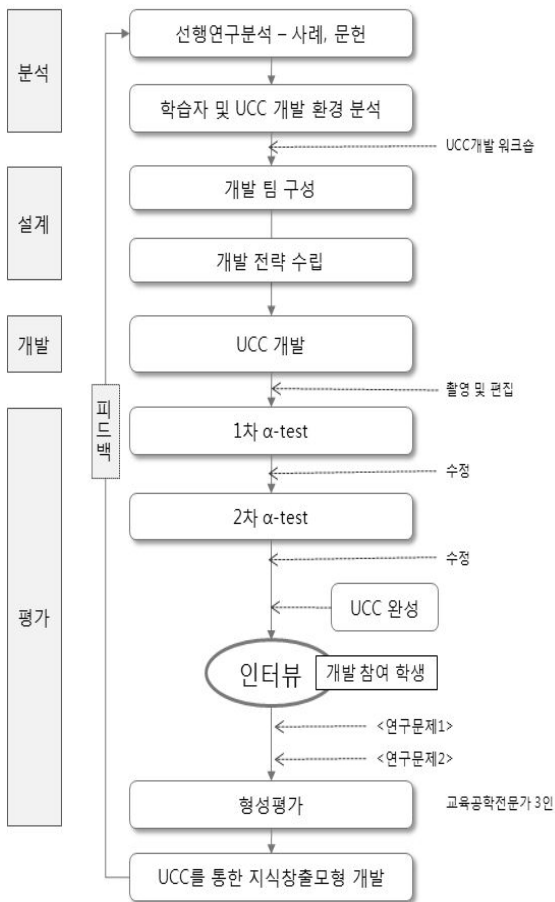 선행연구분석 – 사례, 문헌
분석
학습자 및 UCC 개발 환경 분석
UCC개발 워크숍
개발 팀 구성
설계
개발 전략 수립
개발
UCC 개발
촬영 및 편집
피드백
1차 α-test
수정
2차 α-test
수정
UCC 완성
평가
인터뷰
개발 참여 학생
<연구문제1>
<연구문제2>
형성평가
교육공학전문가 3인
UCC를 통한 지식창출모형 개발